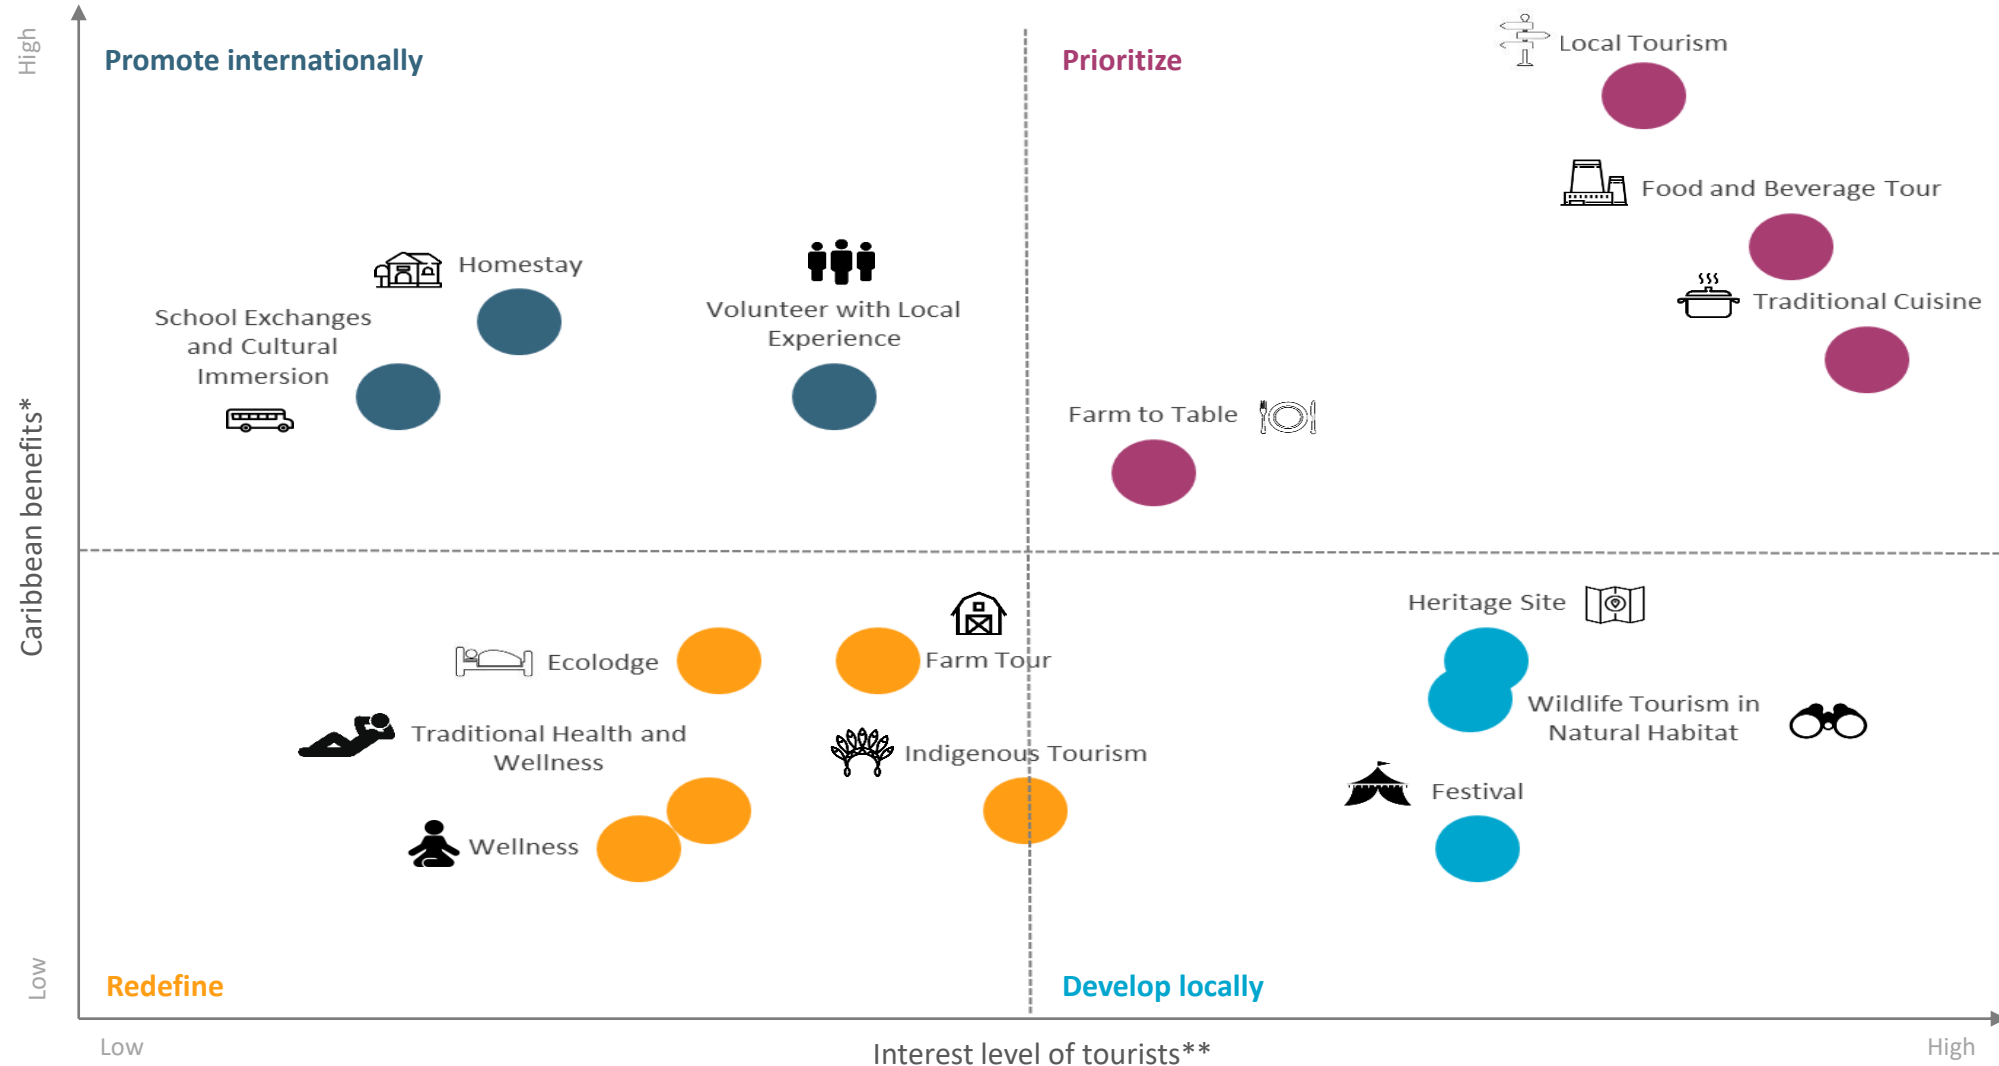 High
Promote internationally
Prioritize
Local Tourism
Food and Beverage Tour
Homestay
Traditional Cuisine
School Exchanges
and Cultural
Immersion
Volunteer with Local
Experience
Farm to Table
Caribbean benefits*
Heritage Site
Ecolodge
Farm Tour
Wildlife Tourism in
Natural Habitat
Traditional Health and
Wellness
Indigenous Tourism
Festival
Wellness
Low
Redefine
Develop locally
Low
Interest level of tourists**
High